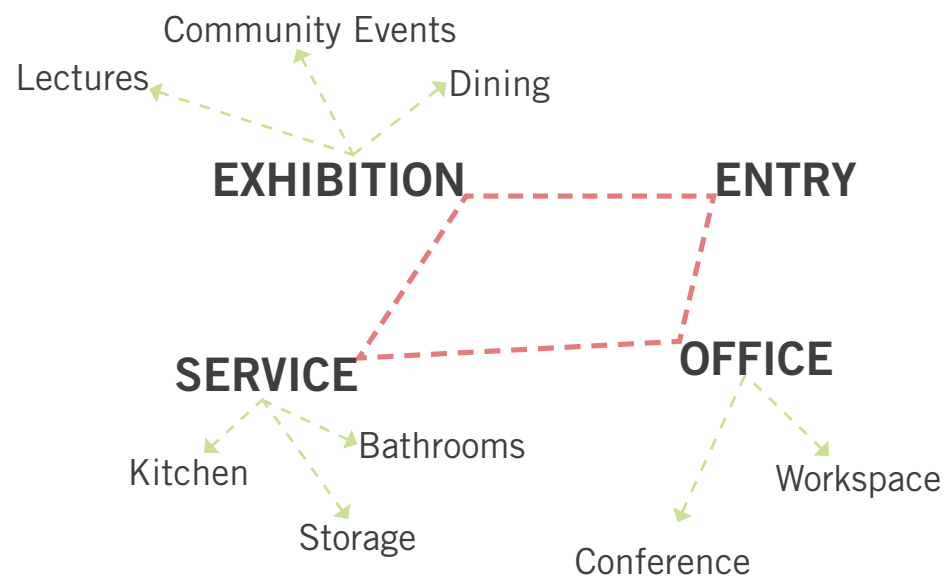 Community Events
Lectures
Dining
EXHIBITION
ENTRY
SERVICE
OFFICE
Bathrooms
Kitchen
Workspace
Storage
Conference